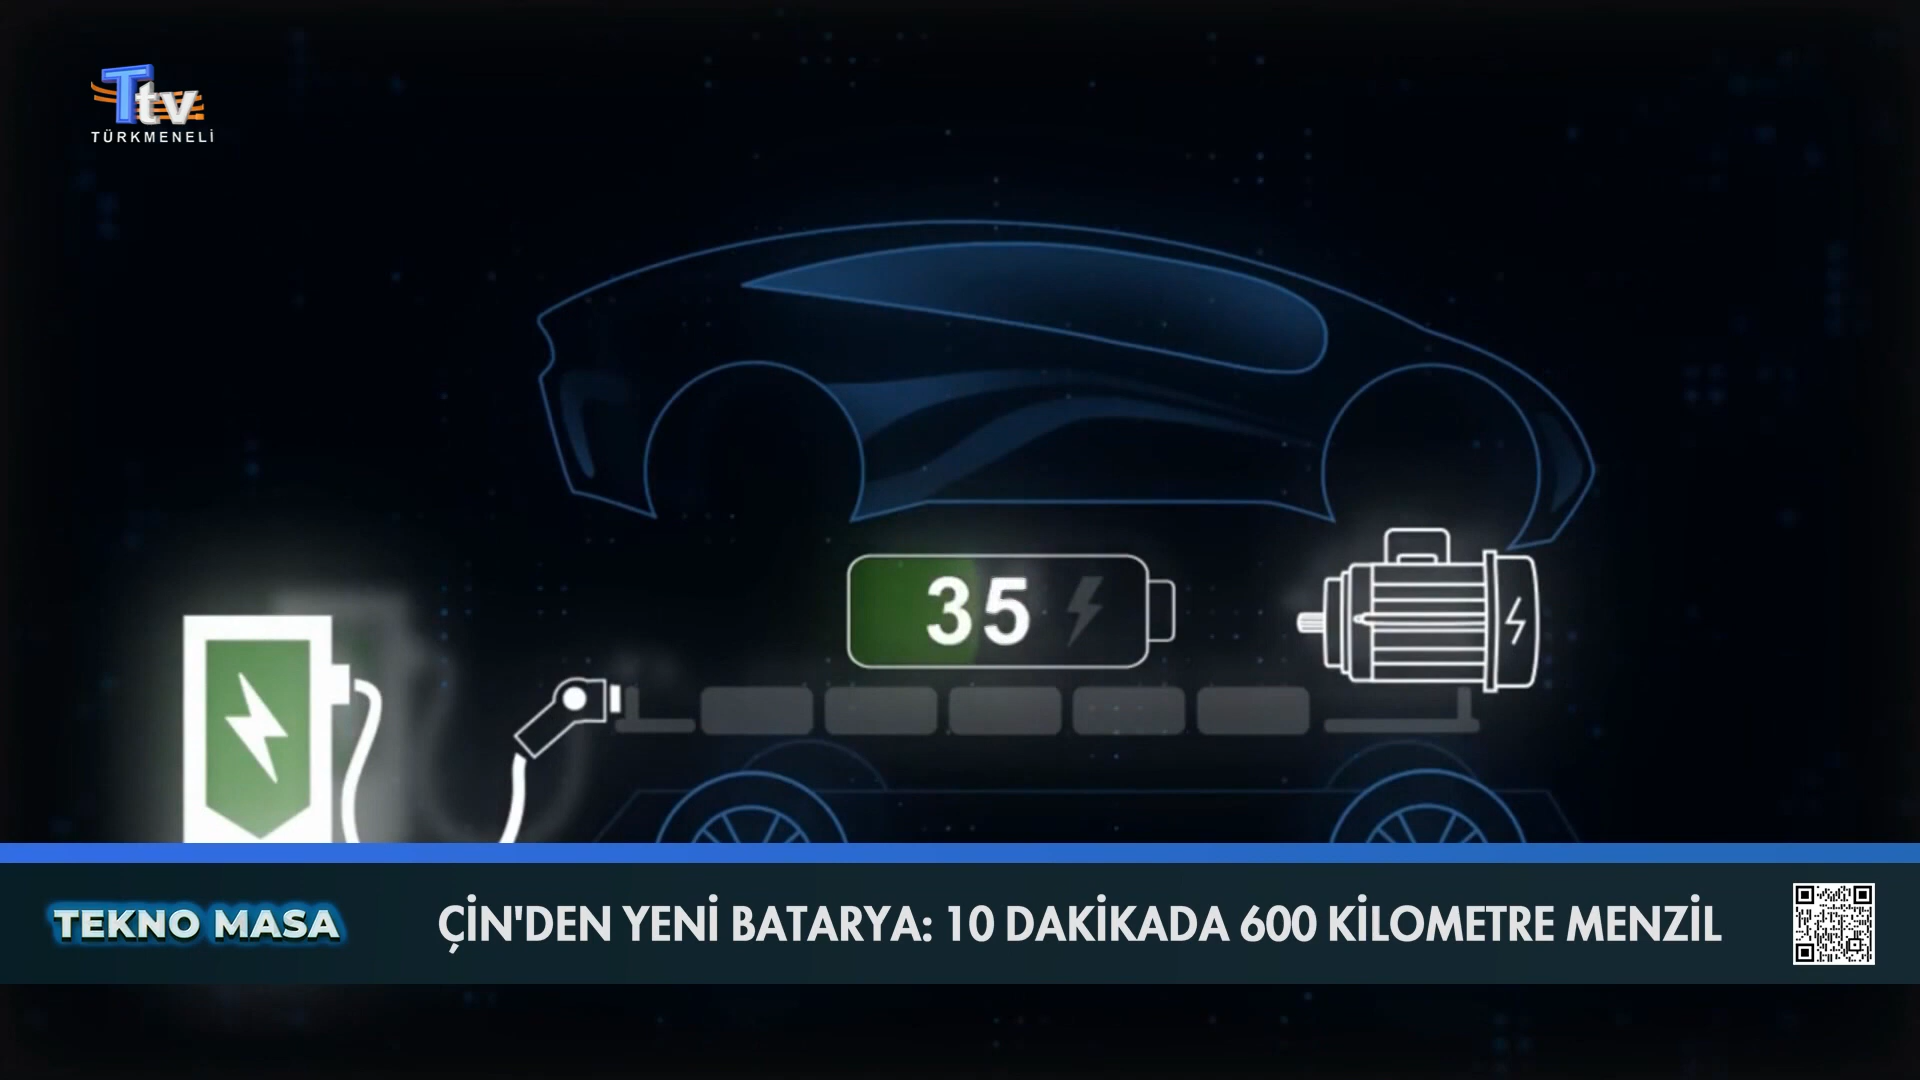 Ttv
TÜRKMENELİ
35
TEKNO MASA
ÇİN'DEN YENİ BATARYA: 10 DAKİKADA 600 KİLOMETRE MENZİL